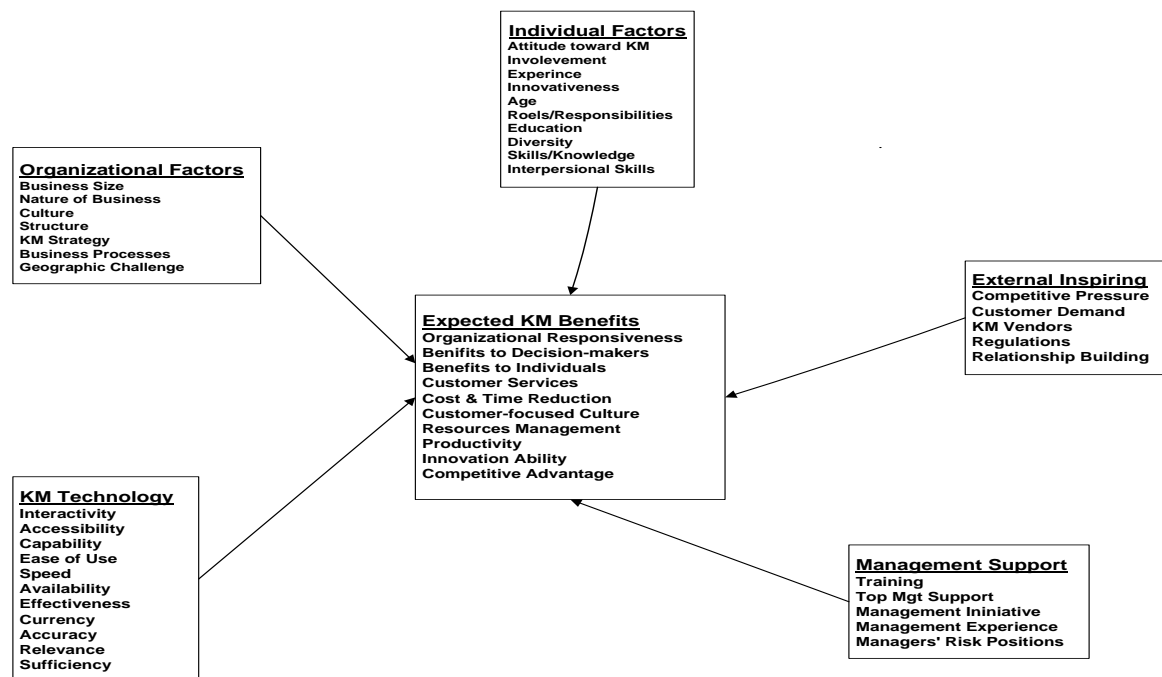 Individual Factors
Attitude toward KM
Involevement
Experince
Innovativeness
Age
Roels/Responsibilities
Education
Diversity
Skills/Knowledge
Interpersional Skills
Organizational Factors
Business Size
Nature of Business
Culture
Structure
KM Strategy
Business Processes
Geographic Challenge
External Inspiring
Competitive Pressure
Customer Demand
KM Vendors
Regulations
Relationship Building
Expected KM Benefits
Organizational Responsiveness
Benifits to Decision-makers
Benefits to Individuals
Customer Services
Cost & Time Reduction
Customer-focused Culture
Resources Management
Productivity
Innovation Ability
Competitive Advantage
KM Technology
Interactivity
Accessibility
Capability
Ease of Use
Speed
Availability
Effectiveness
Currency
Accuracy
Relevance
Sufficiency
Management Support
Training
Top Mgt Support
Management Ininiative
Management Experience
Managers' Risk Positions